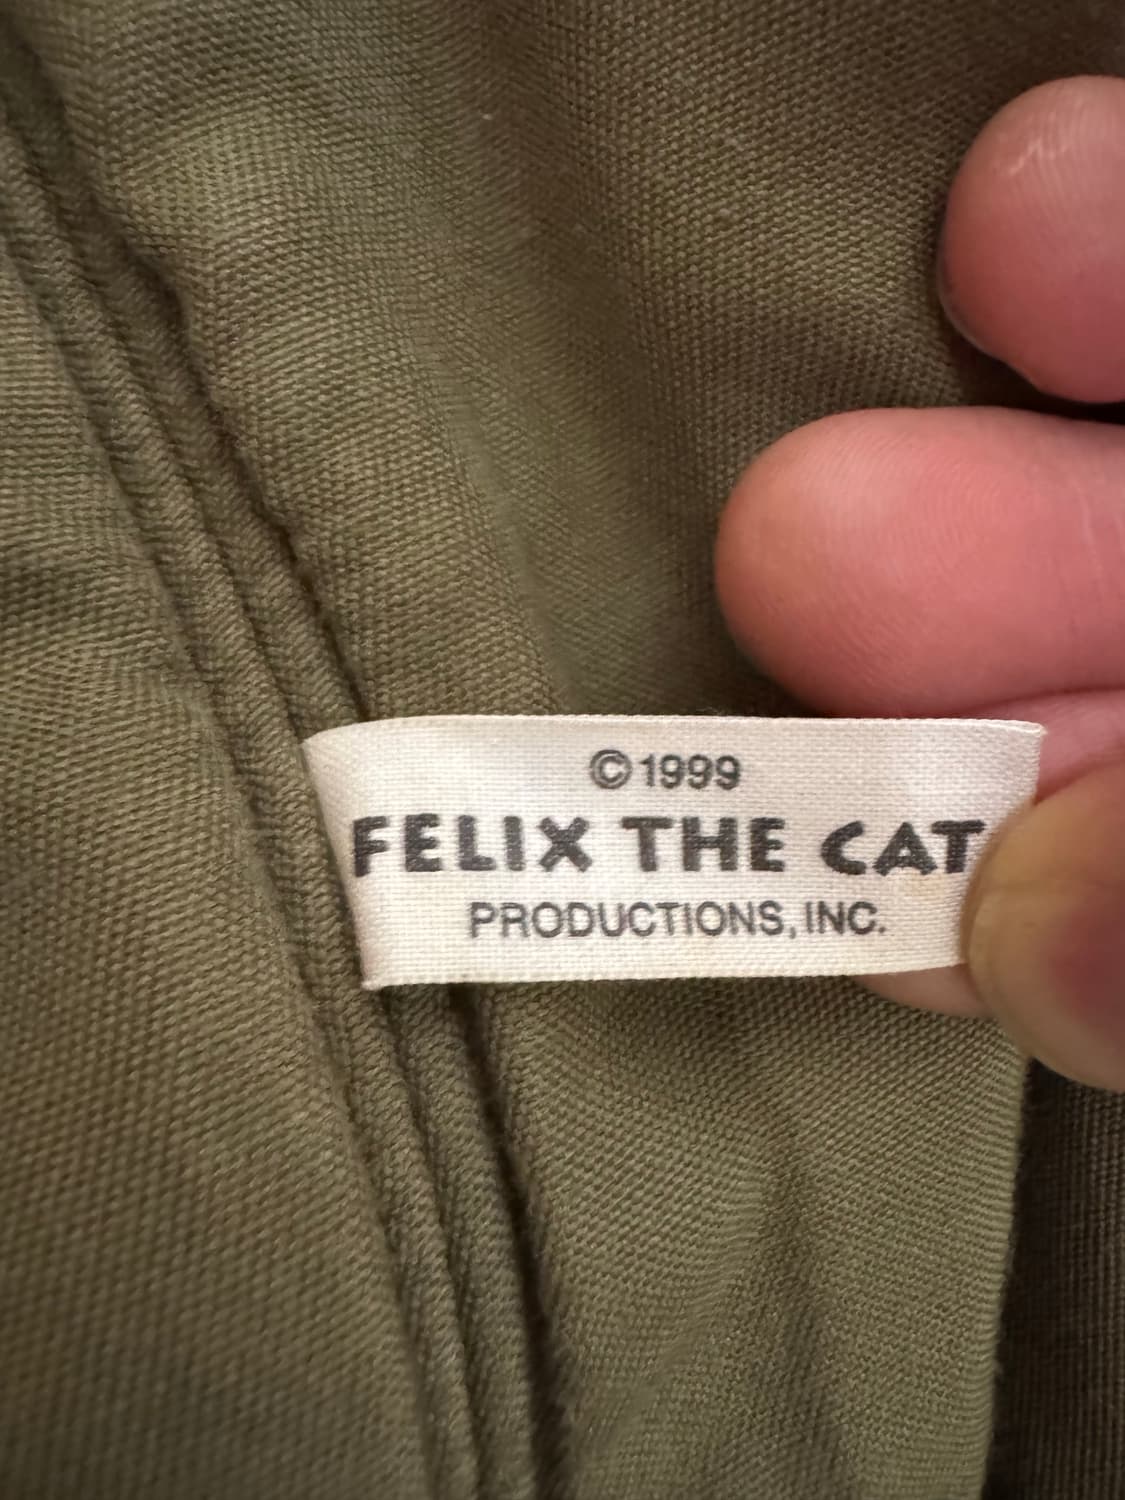 ©1999
FELIX THE CAT
PRODUCTIONS, INC.